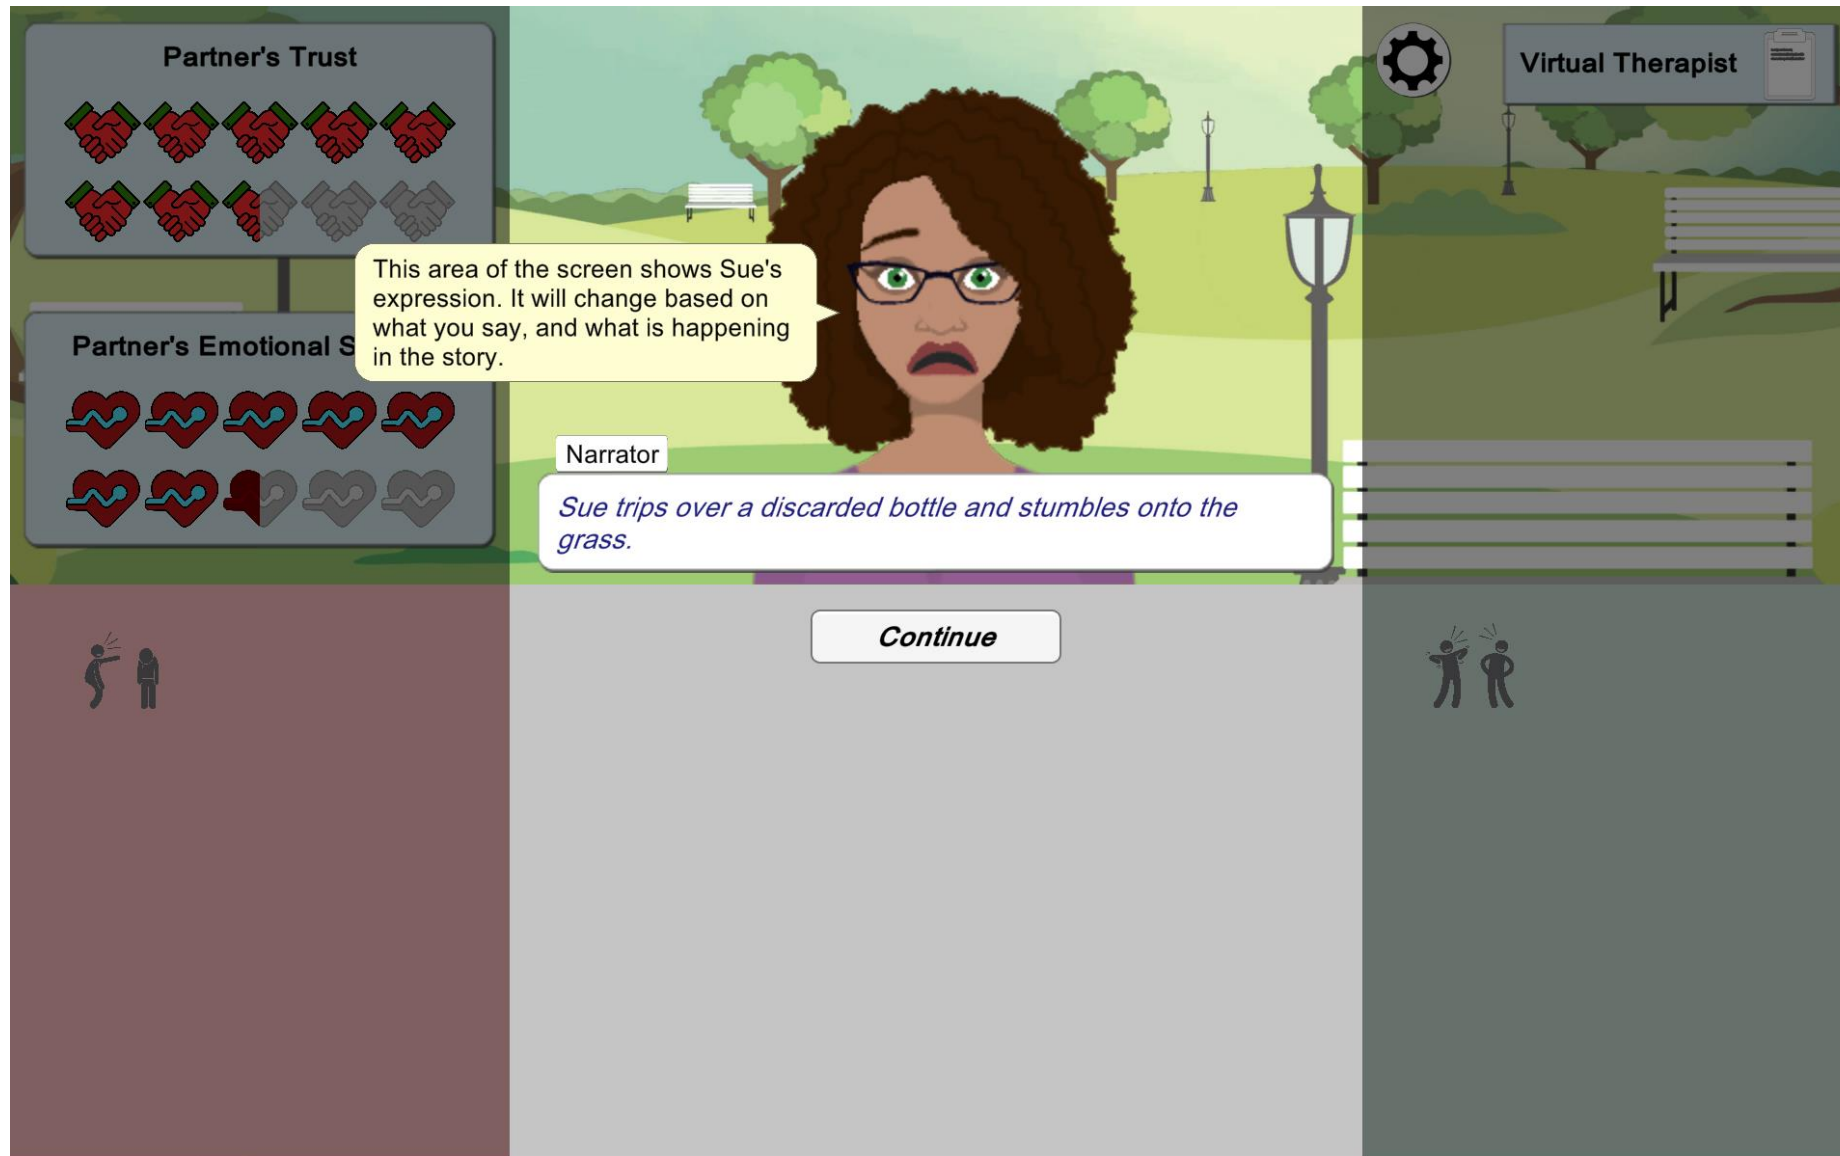 Partner's Trust
Virtual Therapist
This area of the screen shows Sue's
expression. It will change based on
what you say, and what is happening
in the story.
Partner's Emotional S
Narrator
Sue trips over a discarded bottle and stumbles onto the
grass.
Continue